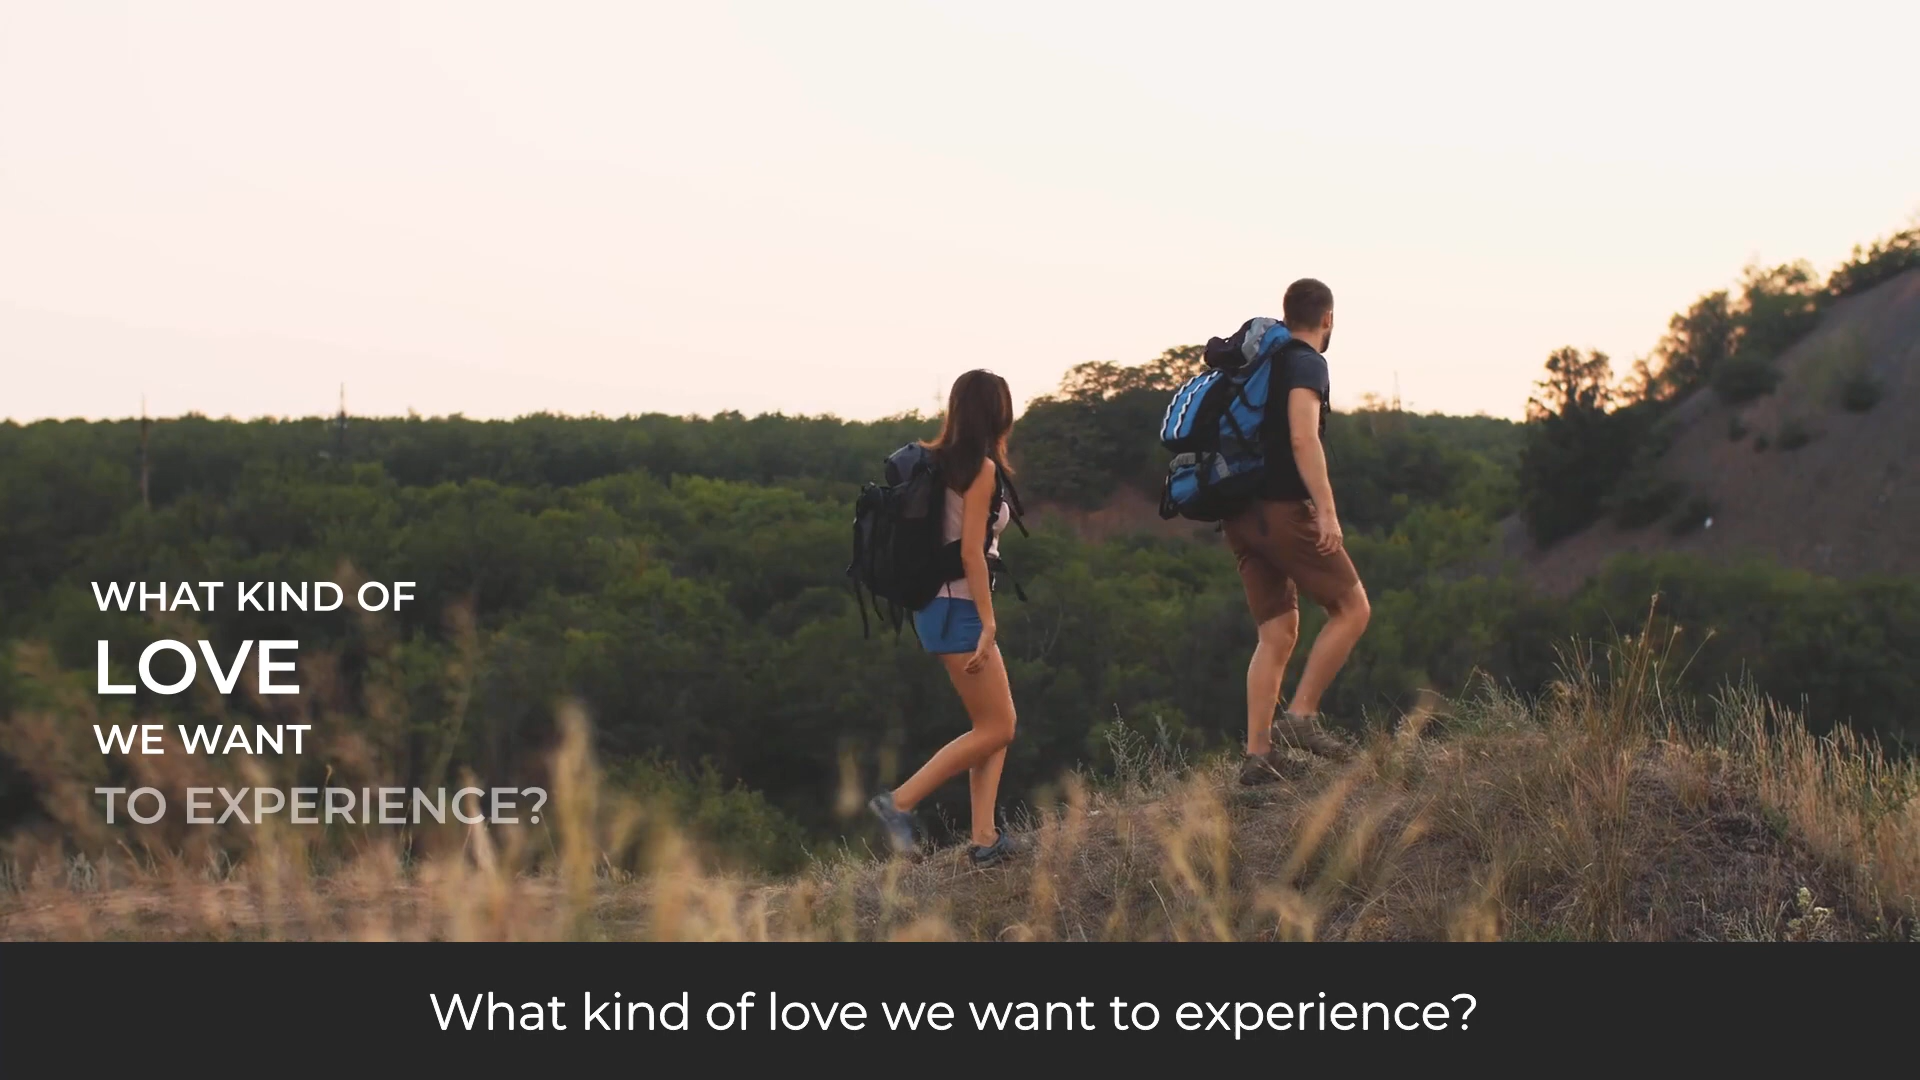 WHAT KIND OF
LOVE
WE WANT
TO EXPERIENCE?
What kind of love we want to experience?